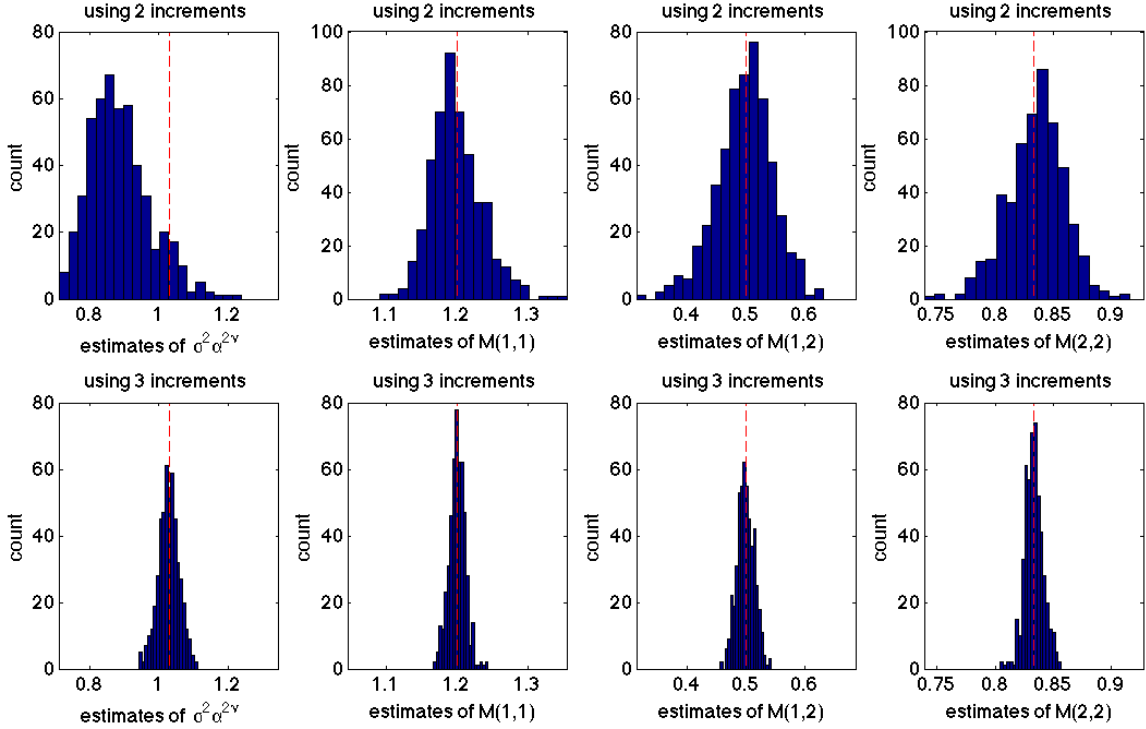 using 2 increments
80
60
40
20
0
count
0.8 1 1.2
estimates of σ²α²ν
using 2 increments
100
80
60
40
20
0
count
1.1 1.2 1.3
estimates of M(1,1)
using 2 increments
80
60
40
20
0
count
0.4 0.5 0.6
estimates of M(1,2)
using 2 increments
100
80
60
40
20
0
count
0.75 0.8 0.85 0.9
estimates of M(2,2)
using 3 increments
80
60
40
20
0
count
0.8 1 1.2
estimates of σ²α²ν
using 3 increments
80
60
40
20
0
count
1.1 1.2 1.3
estimates of M(1,1)
using 3 increments
80
60
40
20
0
count
0.4 0.5 0.6
estimates of M(1,2)
using 3 increments
80
60
40
20
0
count
0.75 0.8 0.85 0.9
estimates of M(2,2)